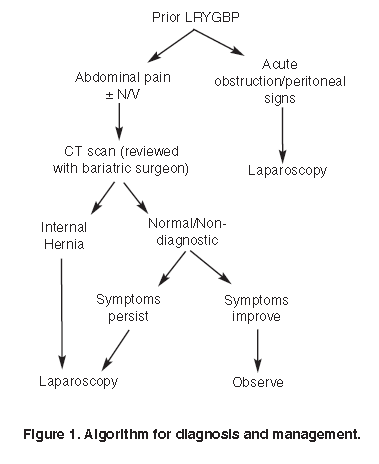 Prior LRYGBP
Abdominal pain
± N/V
Acute
obstruction/peritoneal
signs
CT scan (reviewed
with bariatric surgeon)
Laparoscopy
Internal
Hernia
Normal/Non-
diagnostic
Symptoms
persist
Symptoms
improve
Laparoscopy
Observe
Figure 1. Algorithm for diagnosis and management.